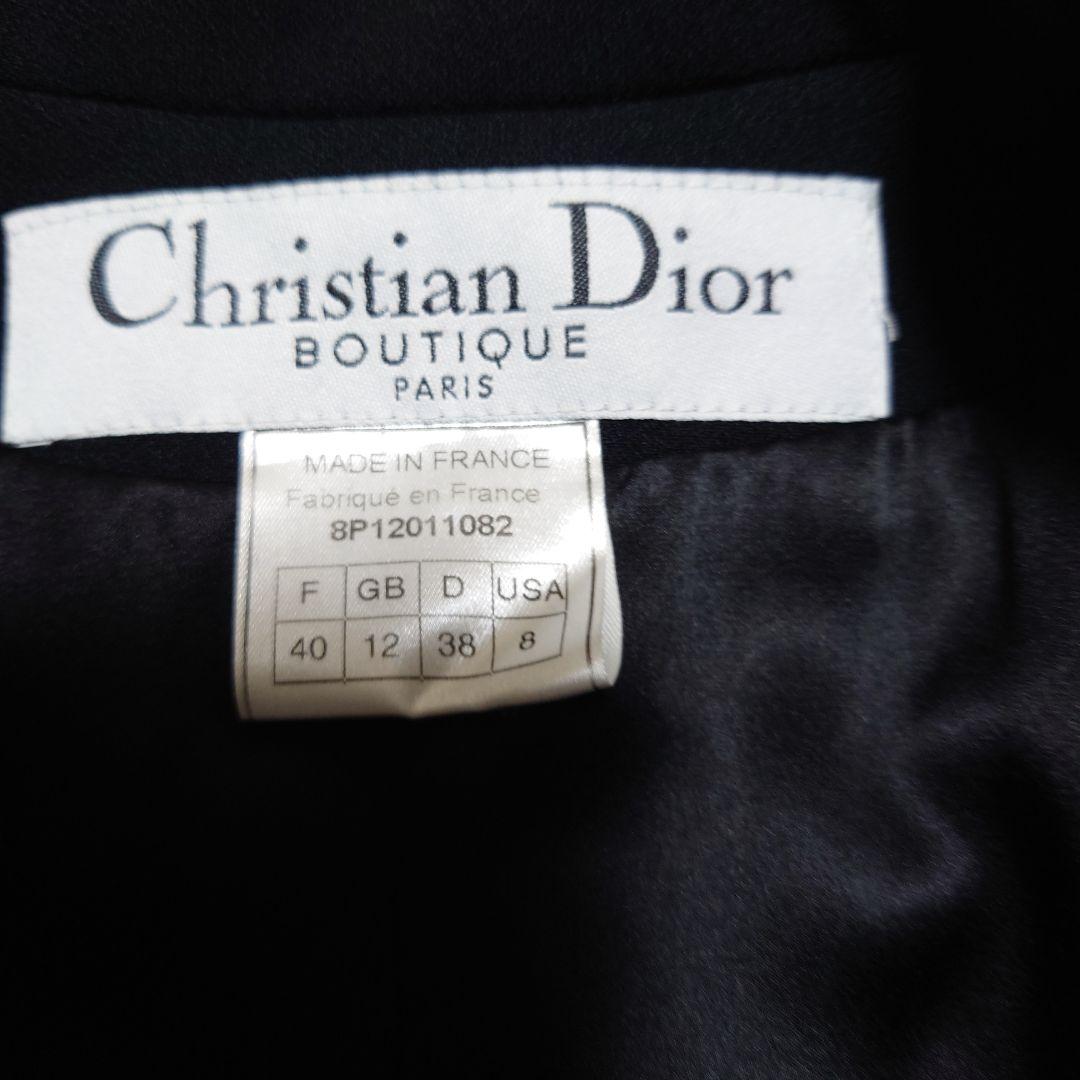 Christian Dior
BOUTIQUE
PARIS
MADE IN FRANCE
Fabriqué en France
8P12011082
F GB D USA
40 12 38 8